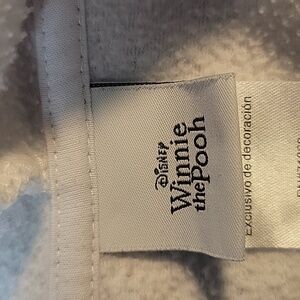 Disney
Winnie
the Pooh
Exclusivo de decoración